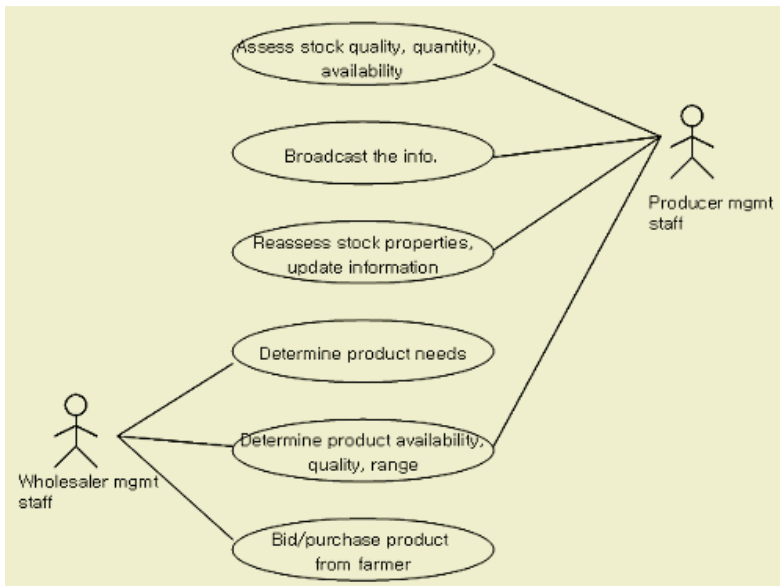 Assess stock quality, quantity,
availability
Broadcast the info.
Producer mgmt
staff
Reassess stock properties,
update information
Determine product needs
Determine product availability,
quality, range
Wholesaler mgmt
staff
Bid/purchase product
from farmer